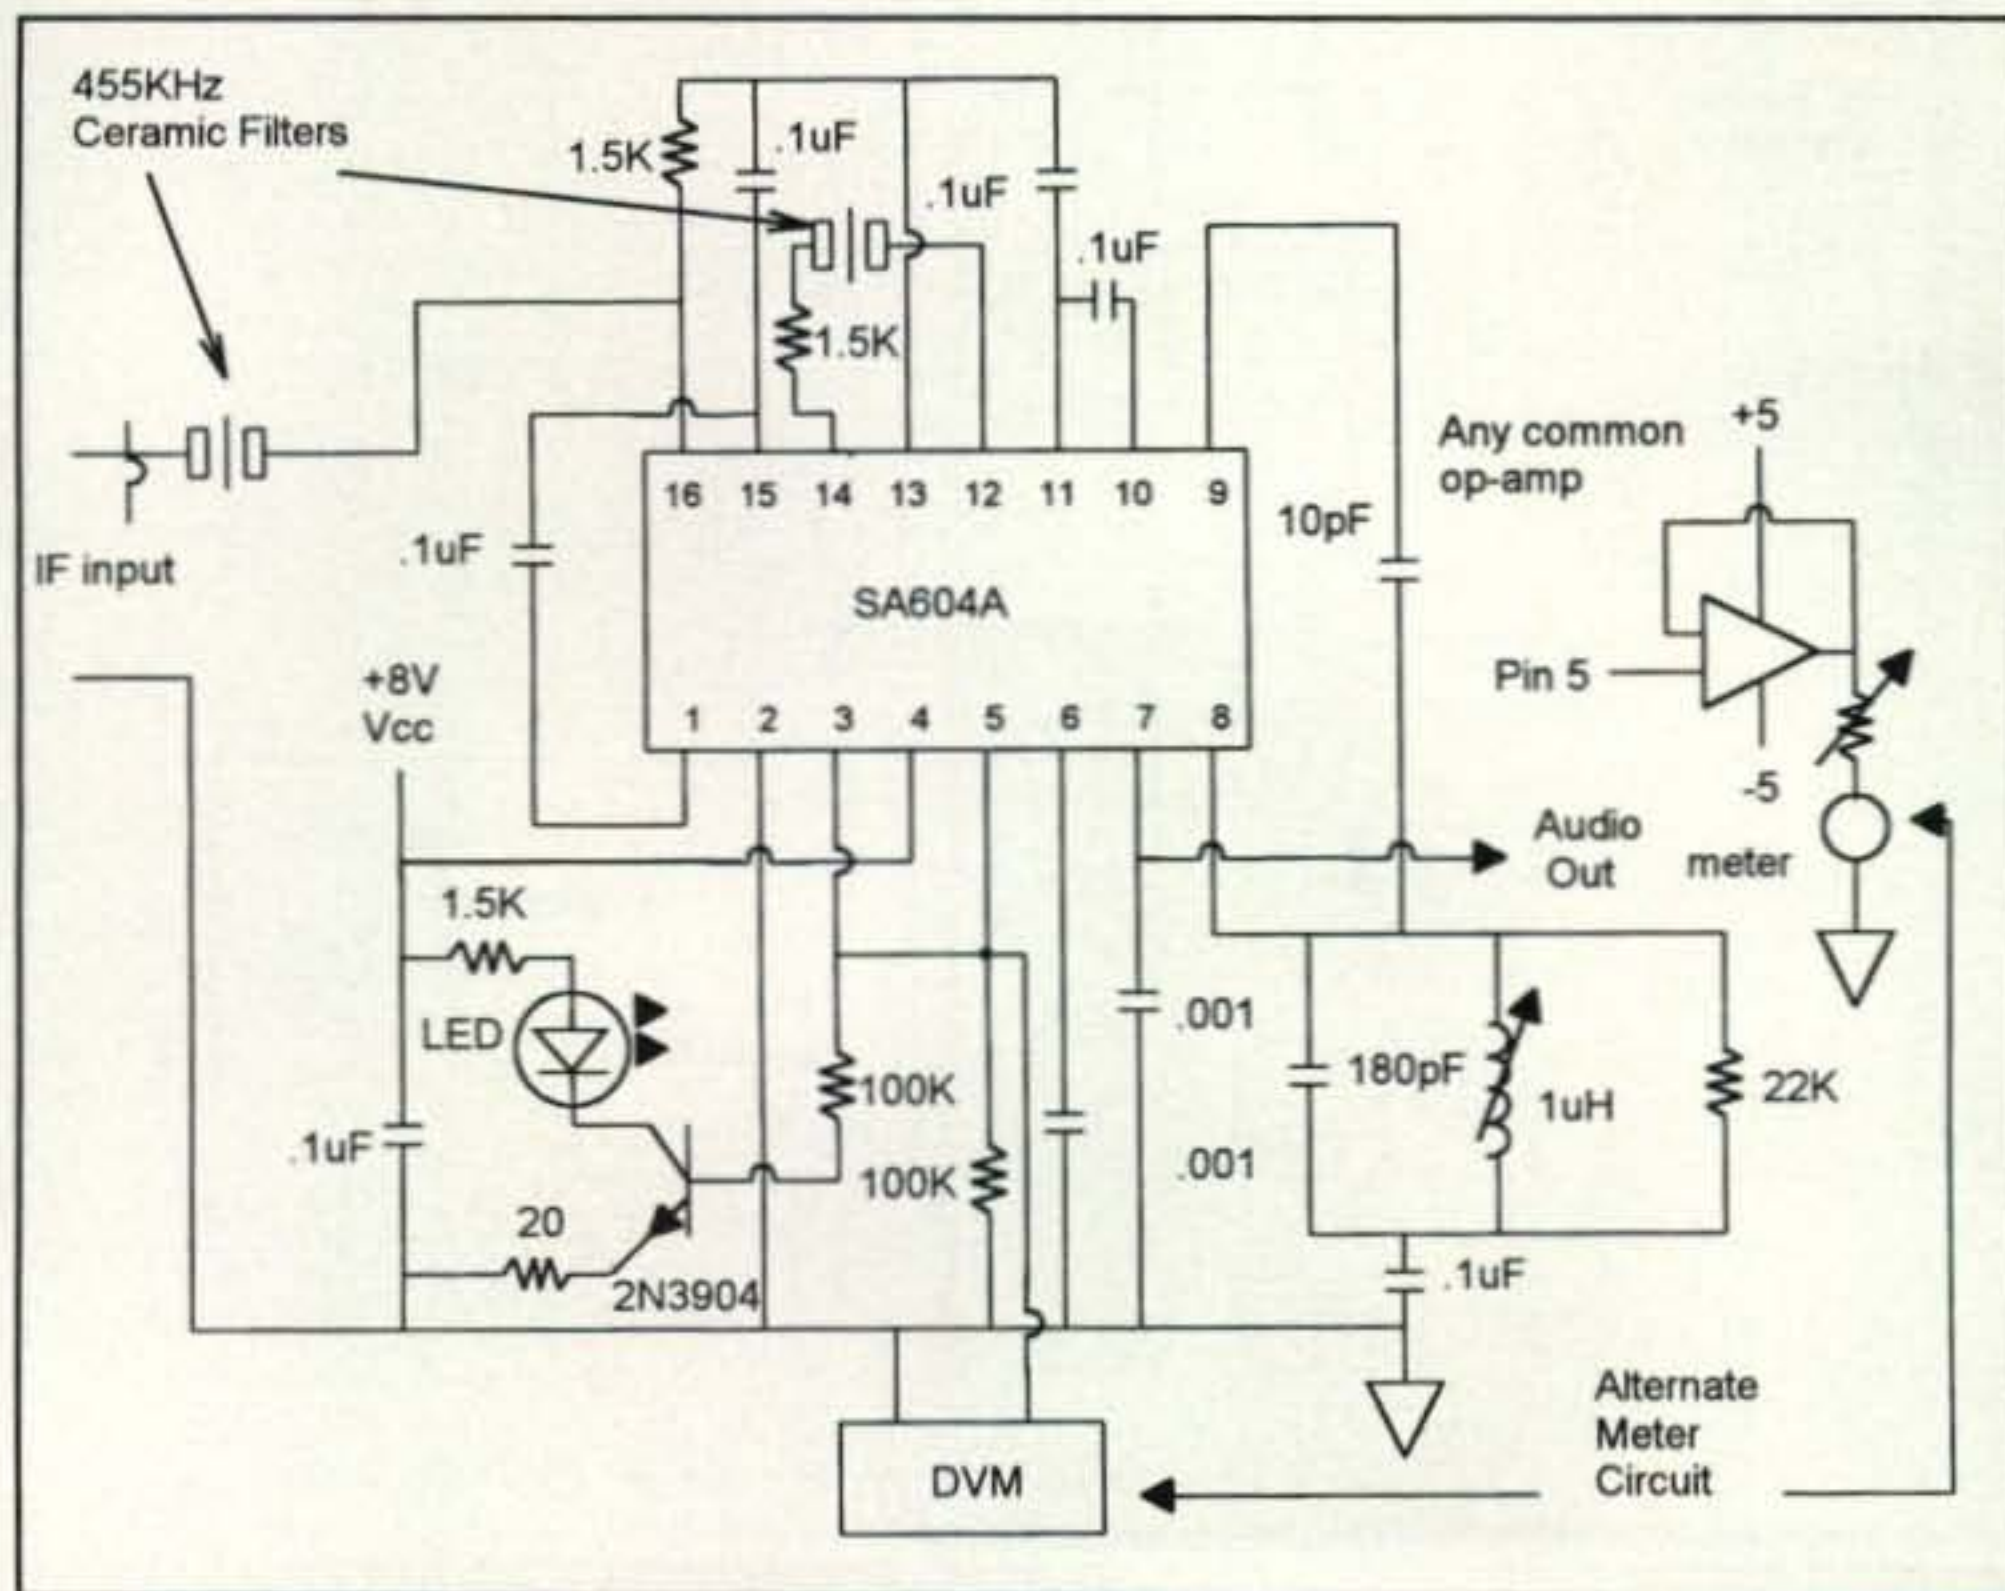 455KHz
Ceramic Filters
1.5K
.1uF
.1uF
.1uF
1.5K
IF input
.1uF
16 15 14 13 12 11 10 9
SA604A
1 2 3 4 5 6 7 8
10pF
Any common
op-amp
+5
Pin 5
-5
meter
+8V
Vcc
Audio
Out
1.5K
LED
.1uF
20
2N3904
100K
100K
.001
.001
180pF
1uH
22K
.1uF
DVM
Alternate
Meter
Circuit